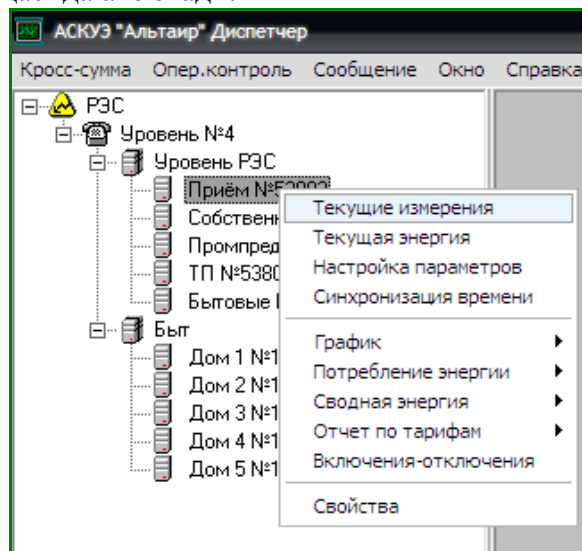 АСКУЭ "Альтаир" Диспетчер
Кросс-сумма Опер.контроль Сообщение Окно Справка
РЭС
Уровень №4
Уровень РЭС
Приём
Текущие измерения
Собственн
Текущая энергия
Промпред
Настройка параметров
ТП №5380
Синхронизация времени
Бытовые
Быт
График
Дом 1 №1
Потребление энергии
Дом 2 №1
Сводная энергия
Дом 3 №1
Отчет по тарифам
Дом 4 №1
Включения-отключения
Дом 5 №1
Свойства